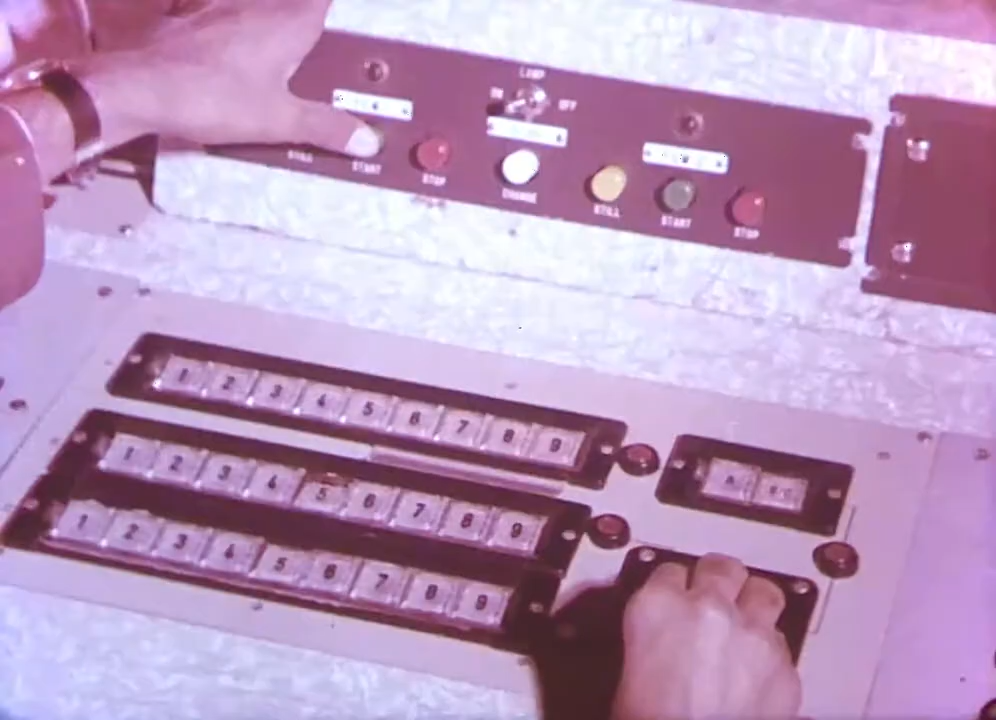 LAMP
ON OFF
STILL START STOP CHANGE STILL START STOP
1 2 3 4 5 6 7 8 9
1 2 3 4 5 6 7 8 9
1 2 3 4 5 6 7 8 9
A